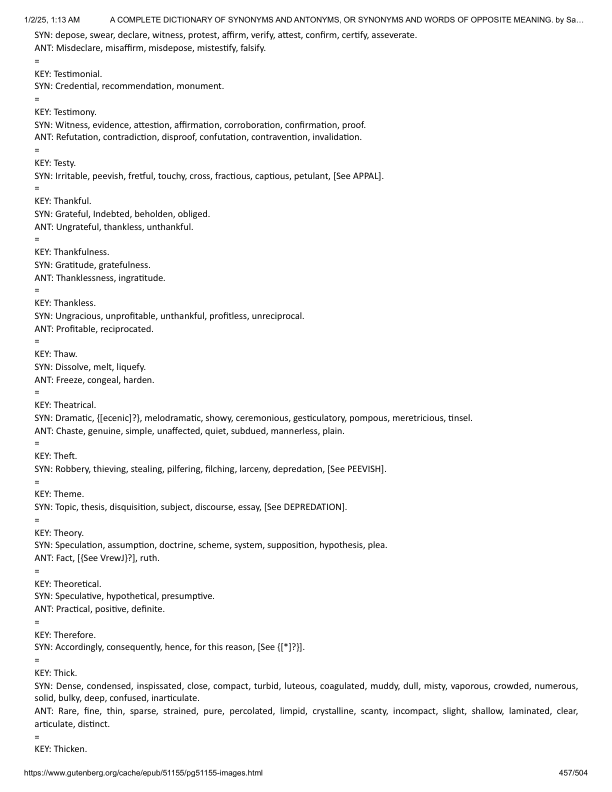 1/2/25, 1:13 AM A COMPLETE DICTIONARY OF SYNONYMS AND ANTONYMS, OR SYNONYMS AND WORDS OF OPPOSITE MEANING. by Sa…
SYN: depose, swear, declare, witness, protest, affirm, verify, attest, confirm, certify, asseverate.
ANT: Misdeclare, misaffirm, misdepose, mistestify, falsify.
=
KEY: Testimonial.
SYN: Credential, recommendation, monument.
=
KEY: Testimony.
SYN: Witness, evidence, attestion, affirmation, corroboration, confirmation, proof.
ANT: Refutation, contradiction, disproof, confutation, contravention, invalidation.
=
KEY: Testy.
SYN: Irritable, peevish, fretful, touchy, cross, fractious, captious, petulant, [See APPAL].
=
KEY: Thankful.
SYN: Grateful, Indebted, beholden, obliged.
ANT: Ungrateful, thankless, unthankful.
=
KEY: Thankfulness.
SYN: Gratitude, gratefulness.
ANT: Thanklessness, ingratitude.
=
KEY: Thankless.
SYN: Ungracious, unprofitable, unthankful, profitless, unreciprocal.
ANT: Profitable, reciprocated.
=
KEY: Thaw.
SYN: Dissolve, melt, liquefy.
ANT: Freeze, congeal, harden.
=
KEY: Theatrical.
SYN: Dramatic, {[ecenic]?}, melodramatic, showy, ceremonious, gesticulatory, pompous, meretricious, tinsel.
ANT: Chaste, genuine, simple, unaffected, quiet, subdued, mannerless, plain.
=
KEY: Theft.
SYN: Robbery, thieving, stealing, pilfering, filching, larceny, depredation, [See PEEVISH].
=
KEY: Theme.
SYN: Topic, thesis, disquisition, subject, discourse, essay, [See DEPREDATION].
=
KEY: Theory.
SYN: Speculation, assumption, doctrine, scheme, system, supposition, hypothesis, plea.
ANT: Fact, [{See VrewJ}?], ruth.
=
KEY: Theoretical.
SYN: Speculative, hypothetical, presumptive.
ANT: Practical, positive, definite.
=
KEY: Therefore.
SYN: Accordingly, consequently, hence, for this reason, [See {[*]?}].
=
KEY: Thick.
SYN: Dense, condensed, inspissated, close, compact, turbid, luteous, coagulated, muddy, dull, misty, vaporous, crowded, numerous,
solid, bulky, deep, confused, inarticulate.
ANT: Rare, fine, thin, sparse, strained, pure, percolated, limpid, crystalline, scanty, incompact, slight, shallow, laminated, clear,
articulate, distinct.
=
KEY: Thicken.
https://www.gutenberg.org/cache/epub/51155/pg51155-images.html 457/504